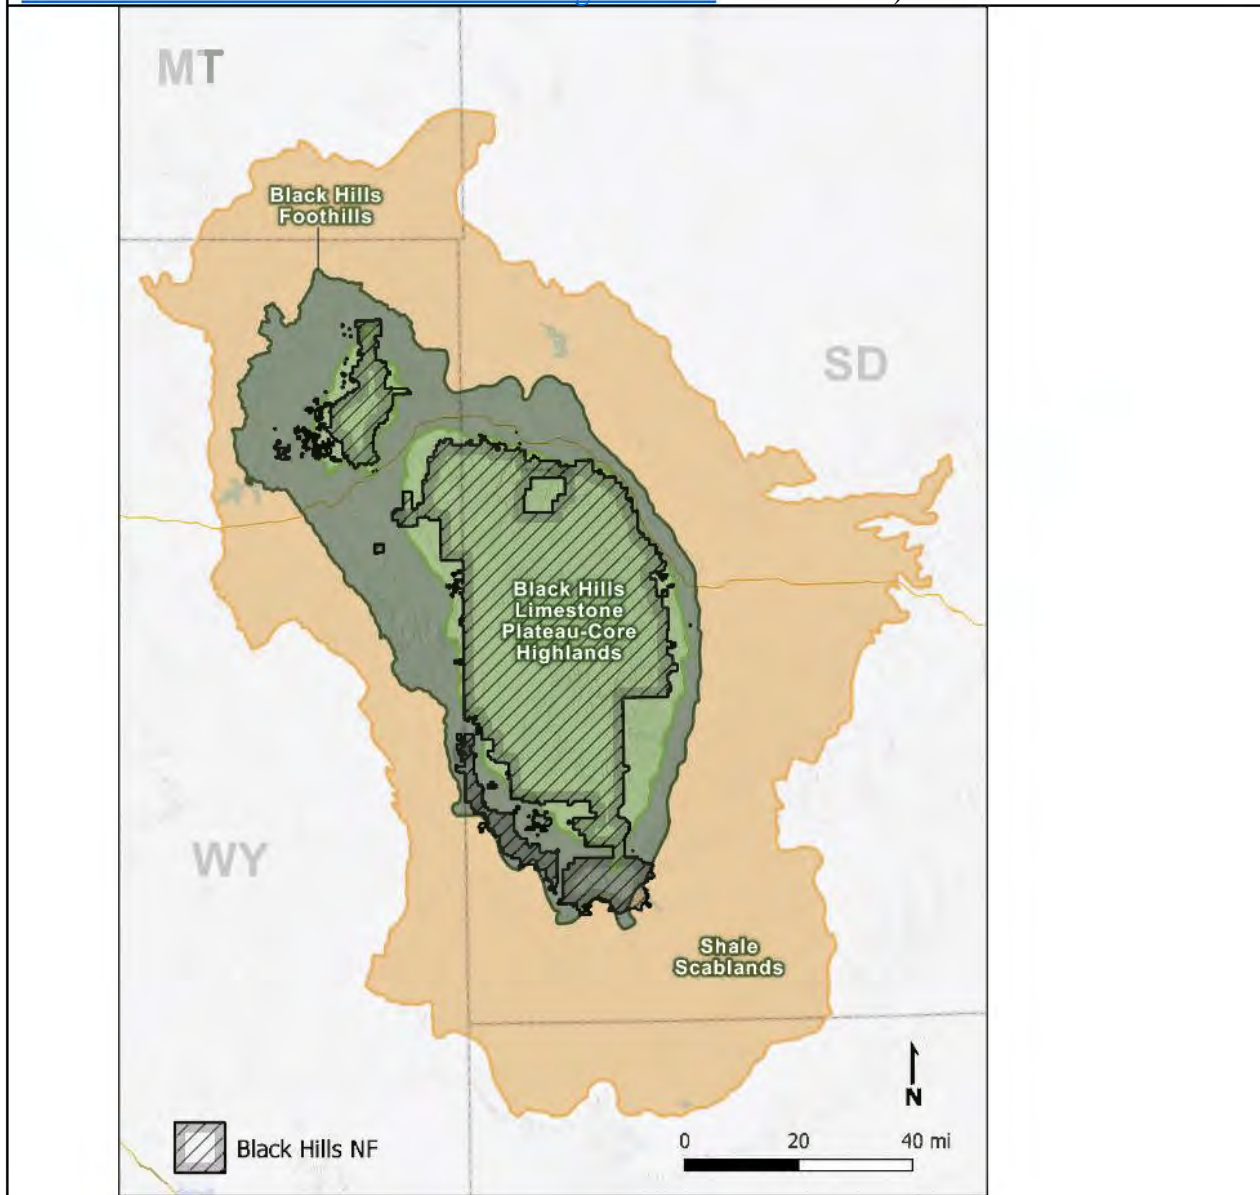 MT
Black Hills
Foothills
SD
Black Hills
Limestone
Plateau-Core
Highlands
WY
Shale
Scablands
N
Black Hills NF
0 20 40 mi